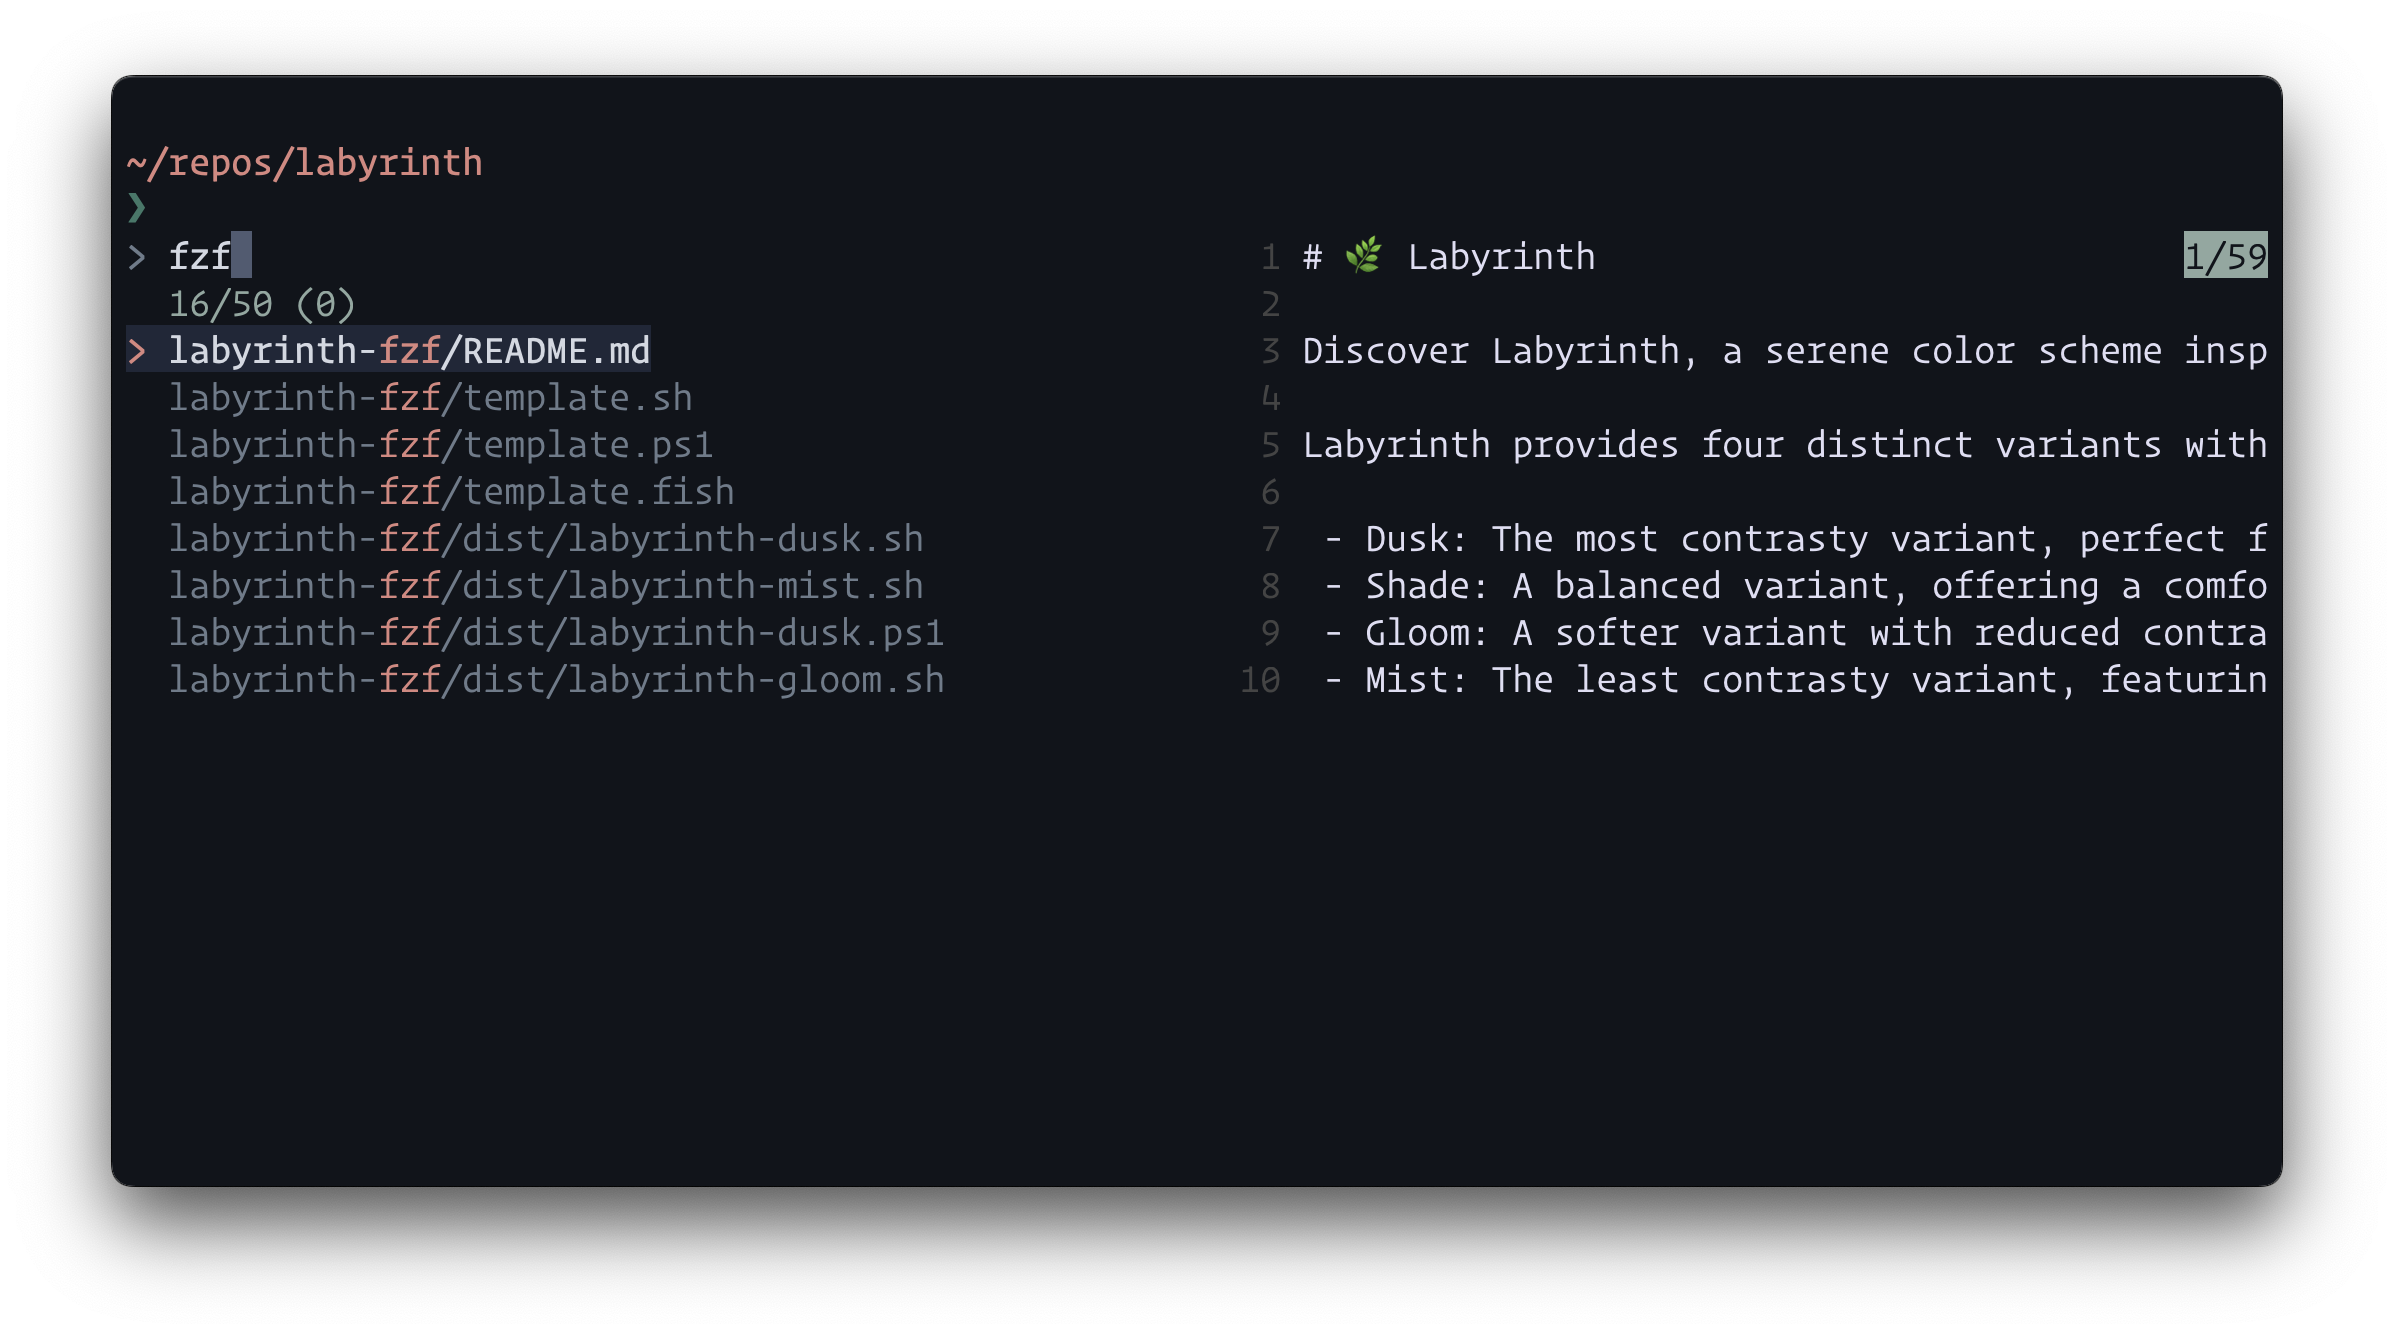 ~/repos/labyrinth
❯
> fzf
16/50 (0)
> labyrinth-fzf/README.md
labyrinth-fzf/template.sh
labyrinth-fzf/template.ps1
labyrinth-fzf/template.fish
labyrinth-fzf/dist/labyrinth-dusk.sh
labyrinth-fzf/dist/labyrinth-mist.sh
labyrinth-fzf/dist/labyrinth-dusk.ps1
labyrinth-fzf/dist/labyrinth-gloom.sh
1 # 🌿 Labyrinth 1/59
2
3 Discover Labyrinth, a serene color scheme insp
4
5 Labyrinth provides four distinct variants with
6
7 - Dusk: The most contrasty variant, perfect f
8 - Shade: A balanced variant, offering a comfo
9 - Gloom: A softer variant with reduced contra
10 - Mist: The least contrasty variant, featurin